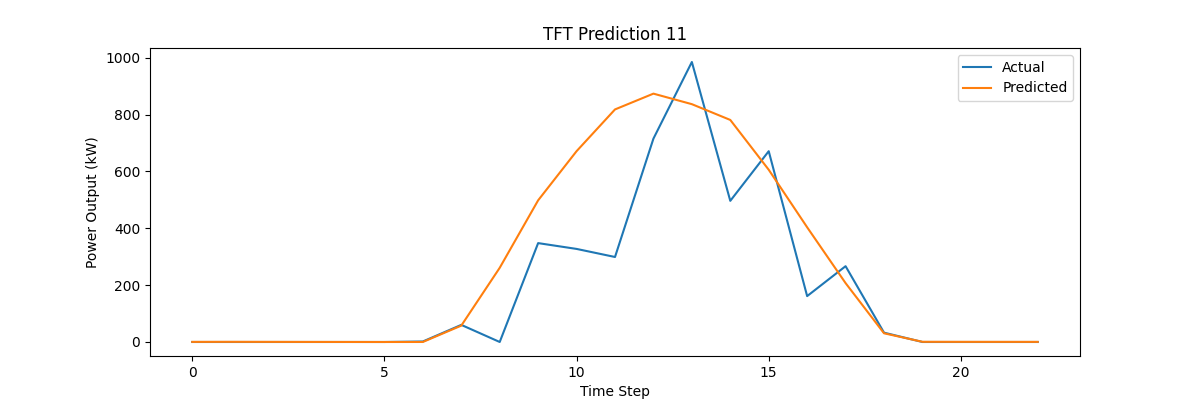 TFT Prediction 11
Actual
Predicted
Power Output (kW)
1000
800
600
400
200
0
0 5 10 15 20
Time Step